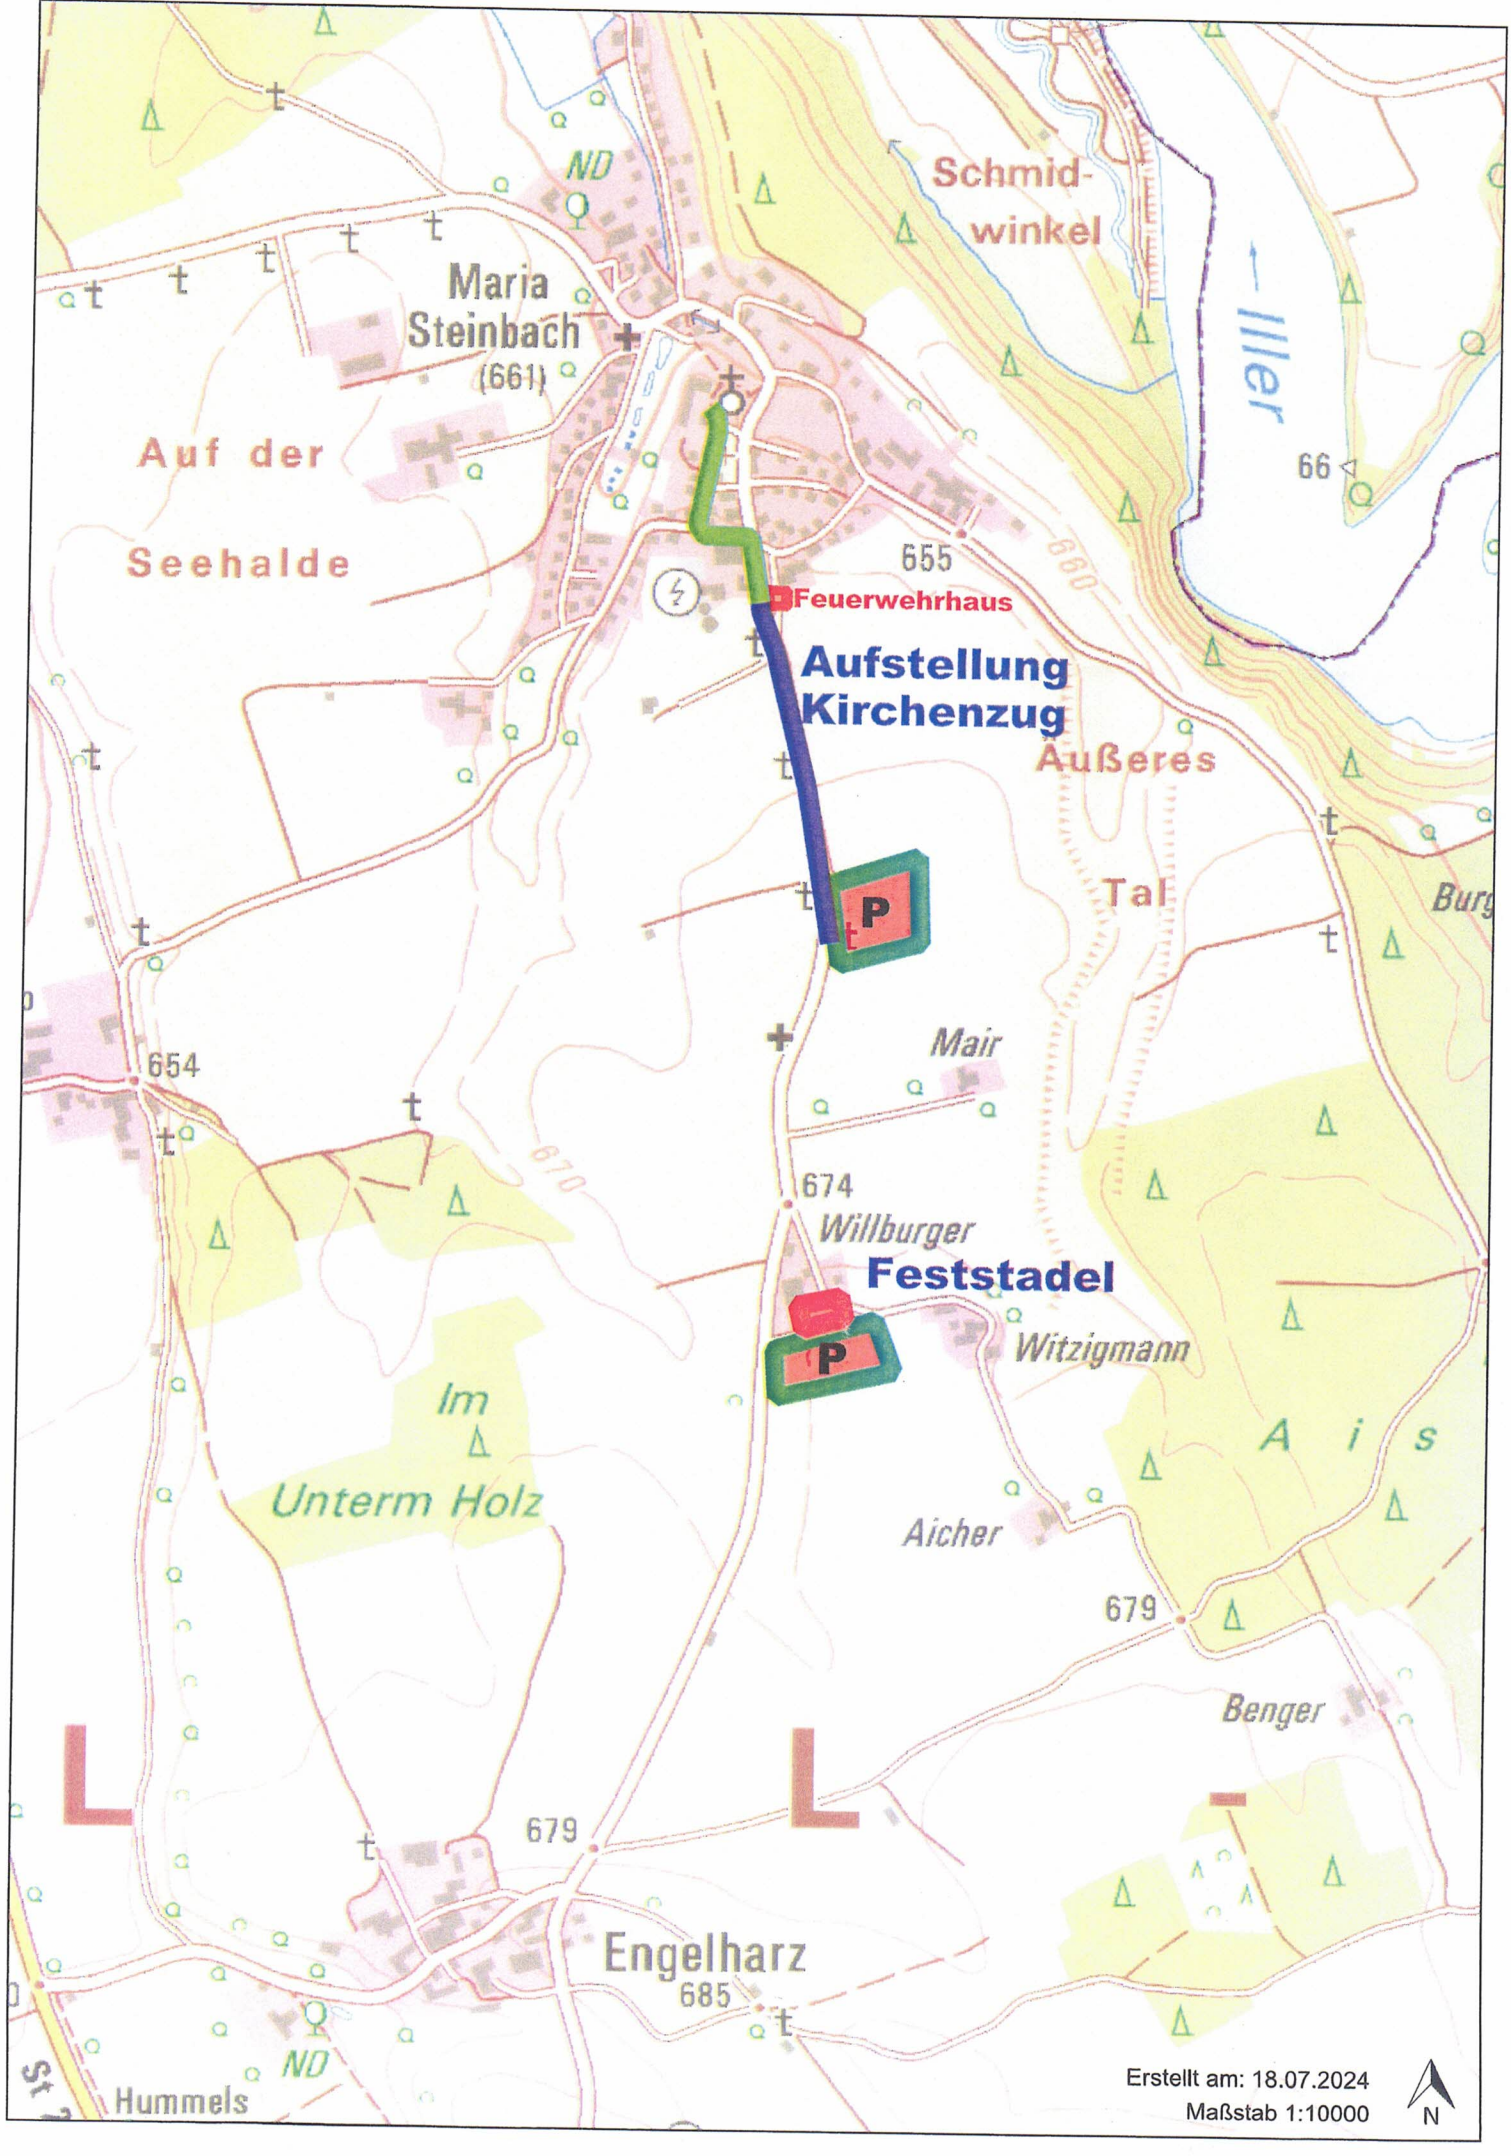 ND
Schmid-
winkel
Maria
Steinbach
(661)
Iller
Auf der
66
Seehalde
655
660
Feuerwehrhaus
Aufstellung
Kirchenzug
Äußeres
Tal
P
Burg
Mair
654
670
674
Willburger
Feststadel
Witzigmann
P
Im
Unterm Holz
A i s
Aicher
679
Benger
L
L
679
Engelharz
685
ND
St
Hummels
Erstellt am: 18.07.2024
Maßstab 1:10000
N